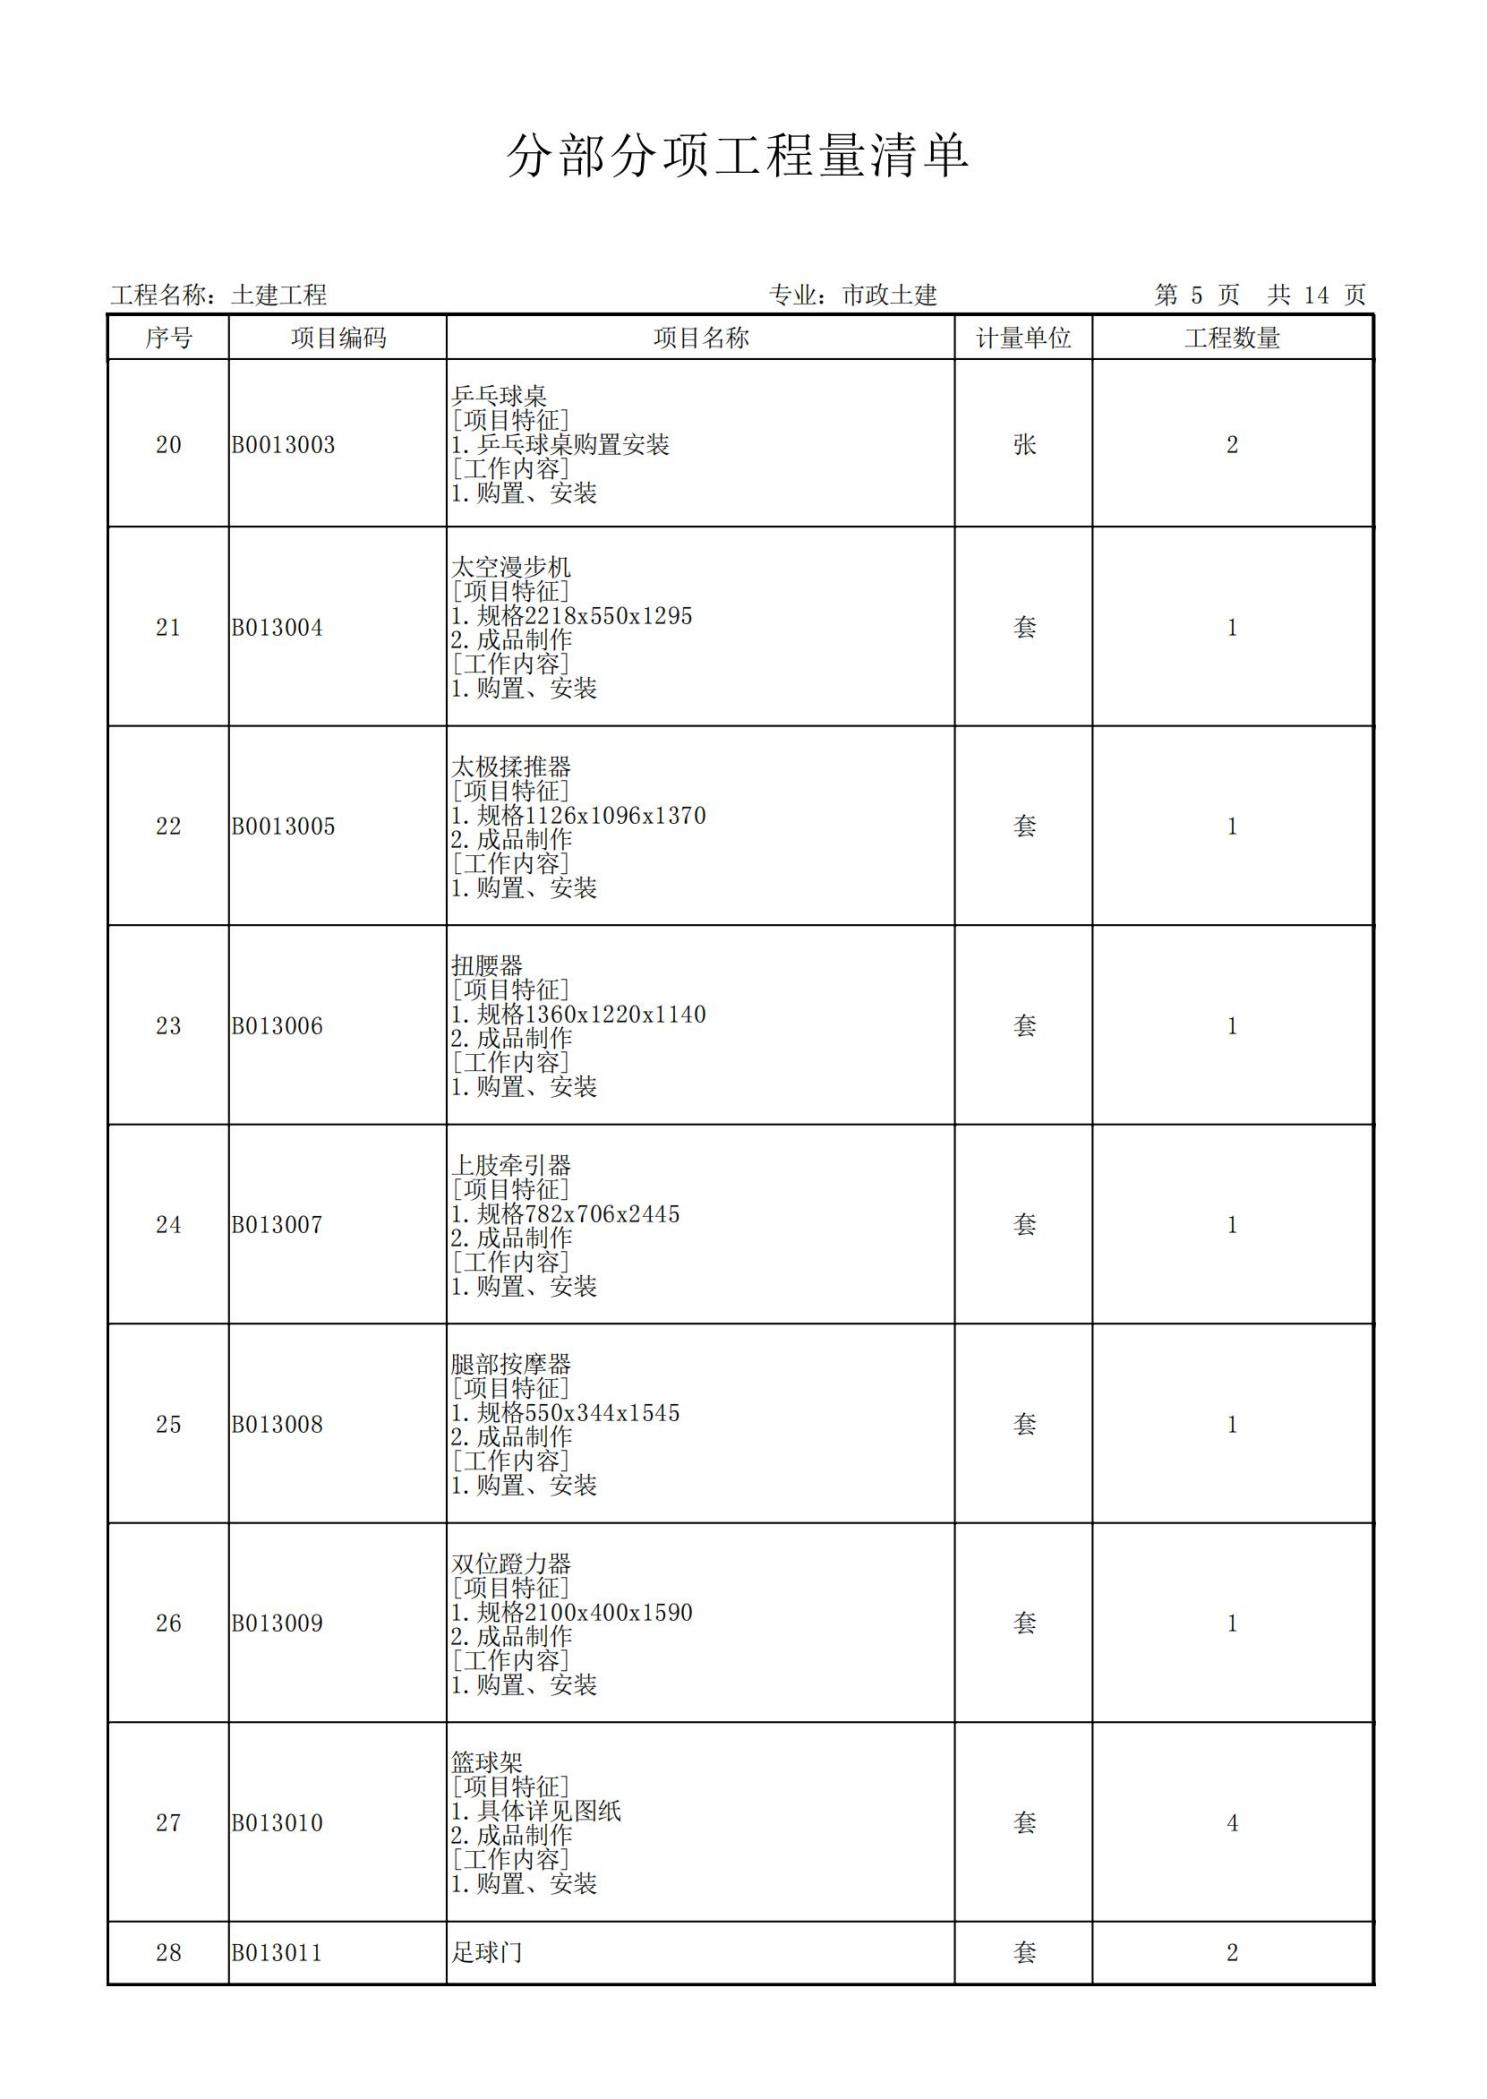 分部分项工程量清单
工程名称：土建工程 专业：市政土建 第 5 页 共 14 页
序号 项目编码 项目名称 计量单位 工程数量
乒乓球桌
[项目特征]
20 B0013003 1.乒乓球桌购置安装 张 2
[工作内容]
1.购置、安装
太空漫步机
[项目特征]
1.规格2218x550x1295
21 B013004 2.成品制作 套 1
[工作内容]
1.购置、安装
太极揉推器
[项目特征]
1.规格1126x1096x1370
22 B0013005 2.成品制作 套 1
[工作内容]
1.购置、安装
扭腰器
[项目特征]
1.规格1360x1220x1140
23 B013006 2.成品制作 套 1
[工作内容]
1.购置、安装
上肢牵引器
[项目特征]
1.规格782x706x2445
24 B013007 2.成品制作 套 1
[工作内容]
1.购置、安装
腿部按摩器
[项目特征]
1.规格550x344x1545
25 B013008 2.成品制作 套 1
[工作内容]
1.购置、安装
双位蹬力器
[项目特征]
1.规格2100x400x1590
26 B013009 2.成品制作 套 1
[工作内容]
1.购置、安装
篮球架
[项目特征]
1.具体详见图纸
27 B013010 2.成品制作 套 4
[工作内容]
1.购置、安装
28 B013011 足球门 套 2